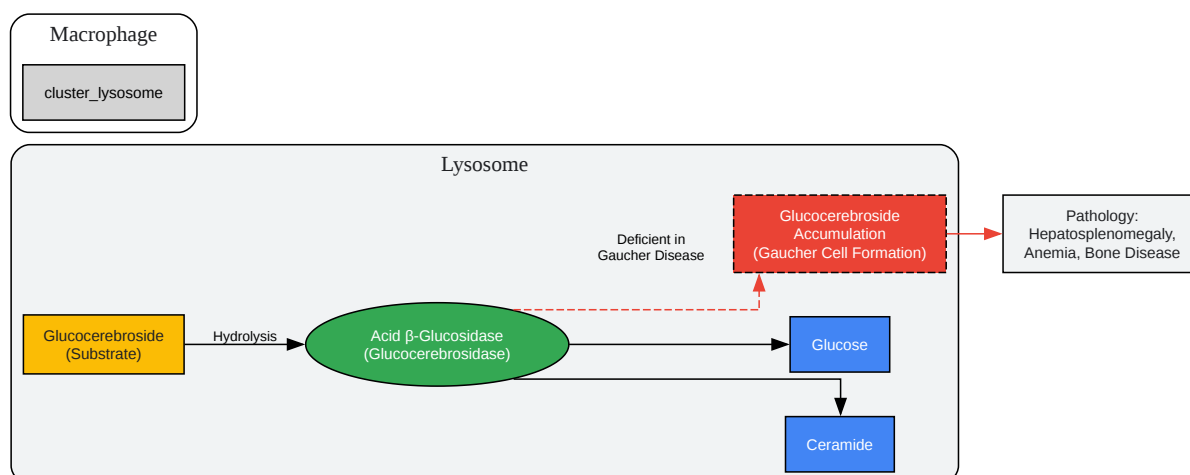 Macrophage
cluster_lysosome
Lysosome
Glucocerebroside
Accumulation
(Gaucher Cell Formation)
Pathology:
Hepatosplenomegaly,
Anemia, Bone Disease
Deficient in
Gaucher Disease
Glucocerebroside
(Substrate)
Hydrolysis
Acid β-Glucosidase
(Glucocerebrosidase)
Glucose
Ceramide